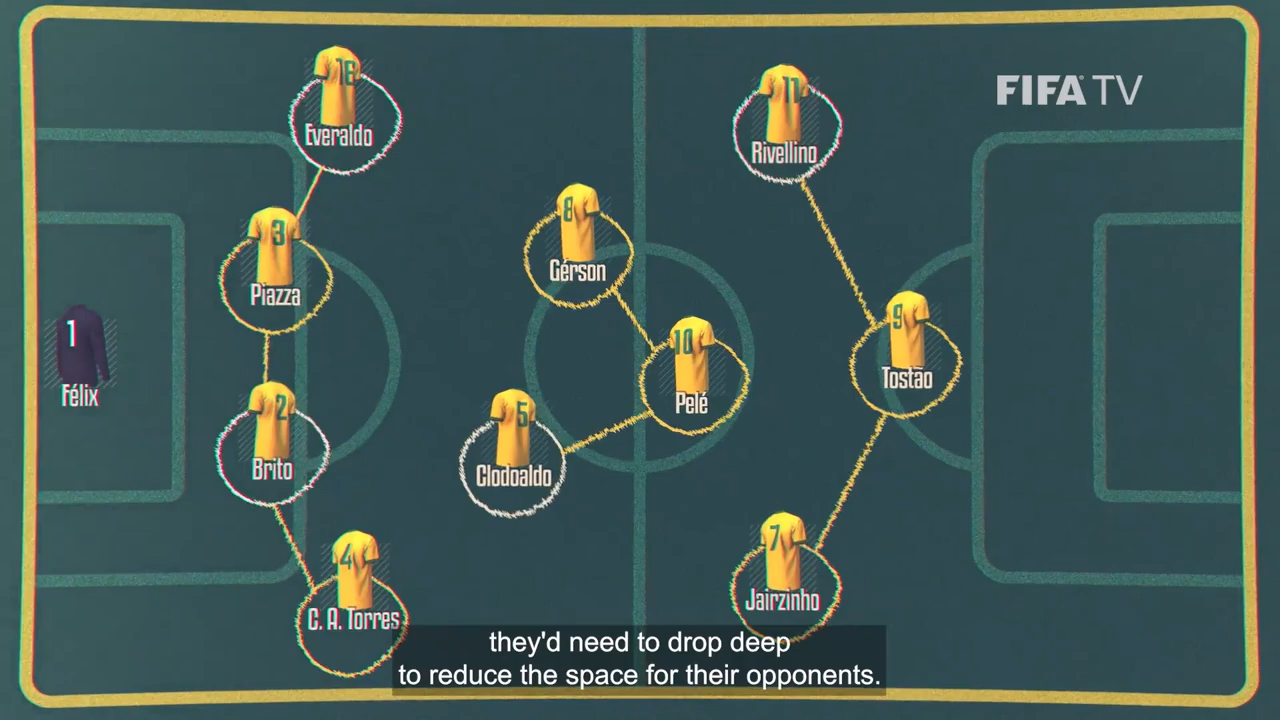 16
Everaldo
11
Rivellino
FIFA TV
8
Gérson
3
Piazza
1
Félix
10
Pelé
9
Tostão
2
Brito
5
Clodoaldo
7
Jairzinho
4
C. A. Torres
they'd need to drop deep
to reduce the space for their opponents.